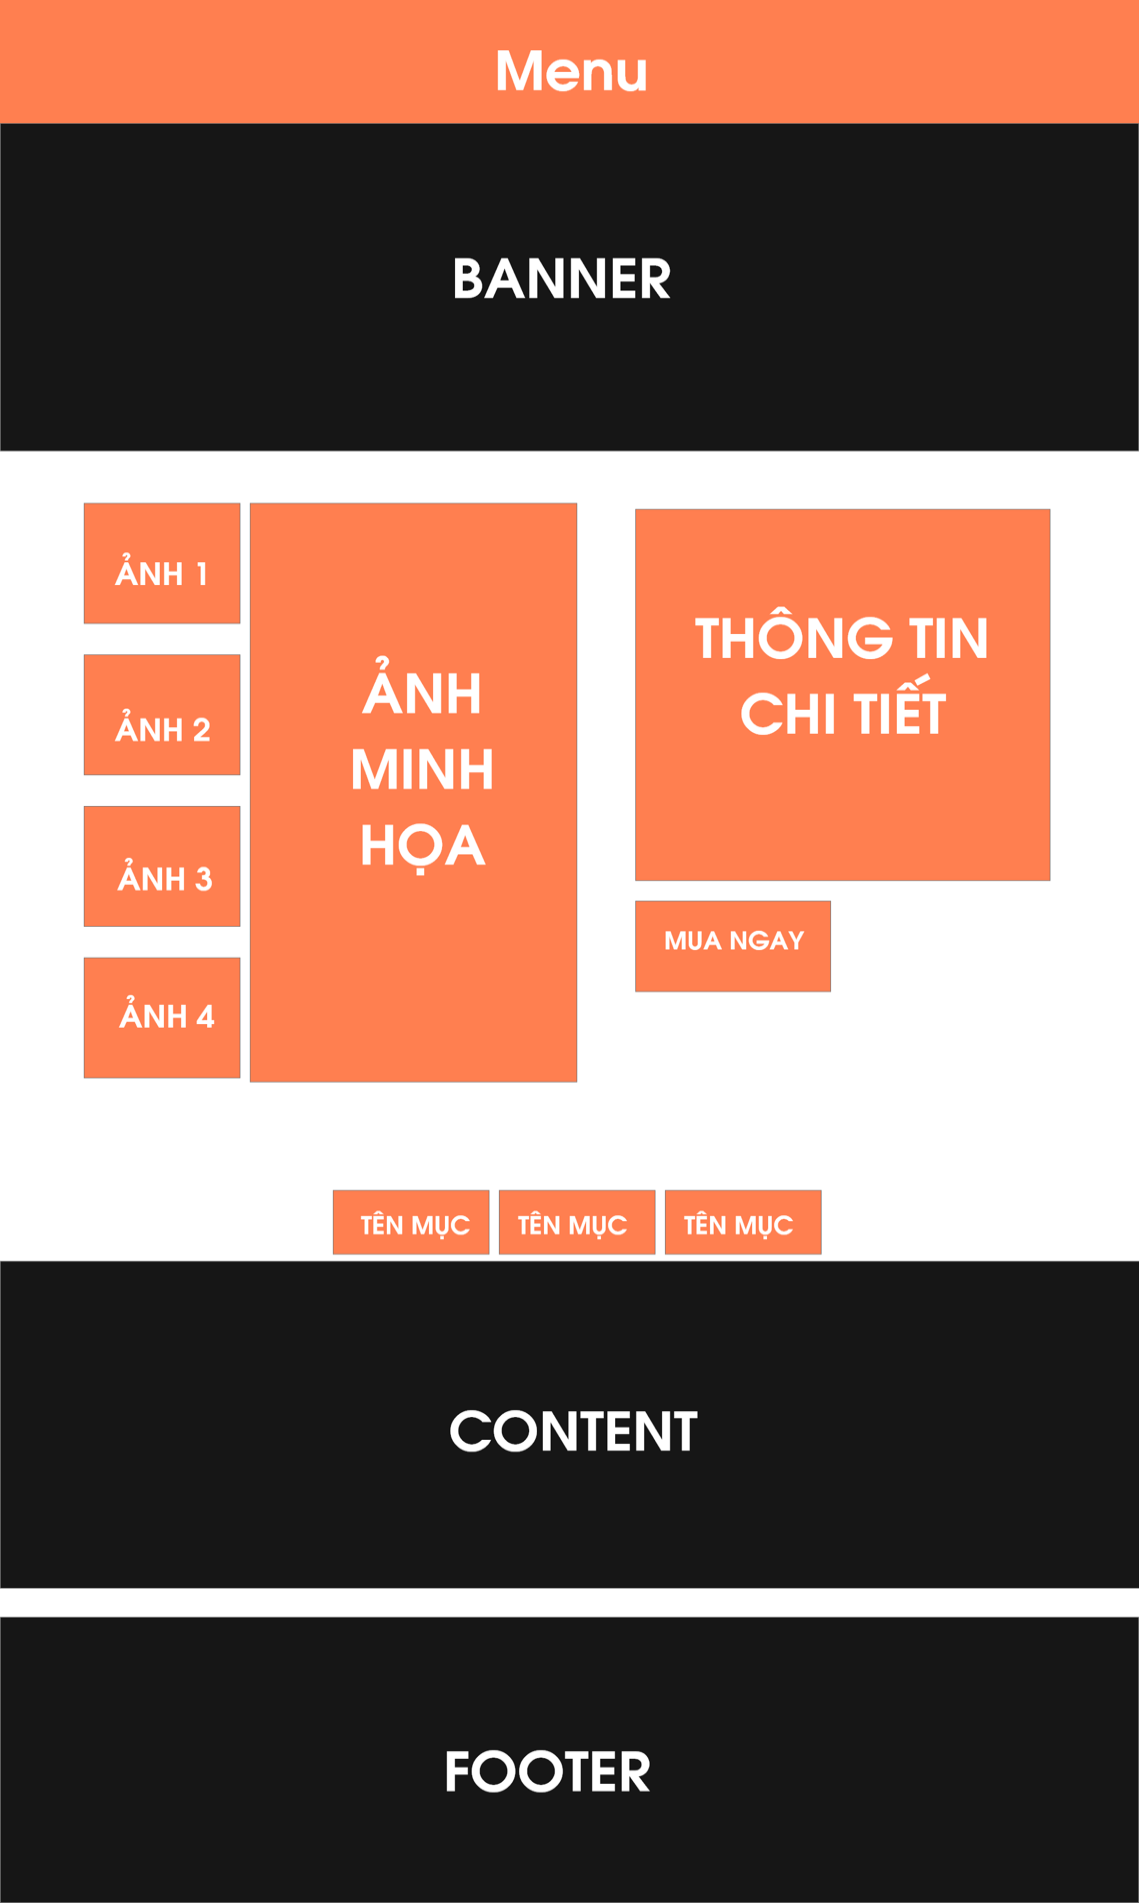 Menu
BANNER
ẢNH 1
ẢNH 2
ẢNH 3
ẢNH 4
ẢNH
MINH
HỌA
THÔNG TIN
CHI TIẾT
MUA NGAY
TÊN MỤC
TÊN MỤC
TÊN MỤC
CONTENT
FOOTER